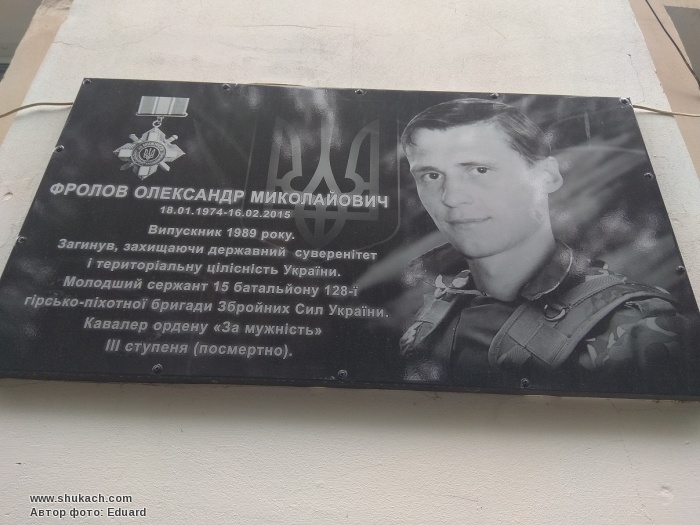 ФРОЛОВ ОЛЕКСАНДР МИКОЛАЙОВИЧ
18.01.1974-16.02.2015
Випускник 1989 року.
Загинув, захищаючи державний суверенітет
і територіальну цілісність України.
Молодший сержант 15 батальйону 128-ї
гірсько-піхотної бригади Збройних Сил України.
Кавалер ордену «За мужність»
ІІІ ступеня (посмертно).
www.shukach.com
Автор фото: Eduard